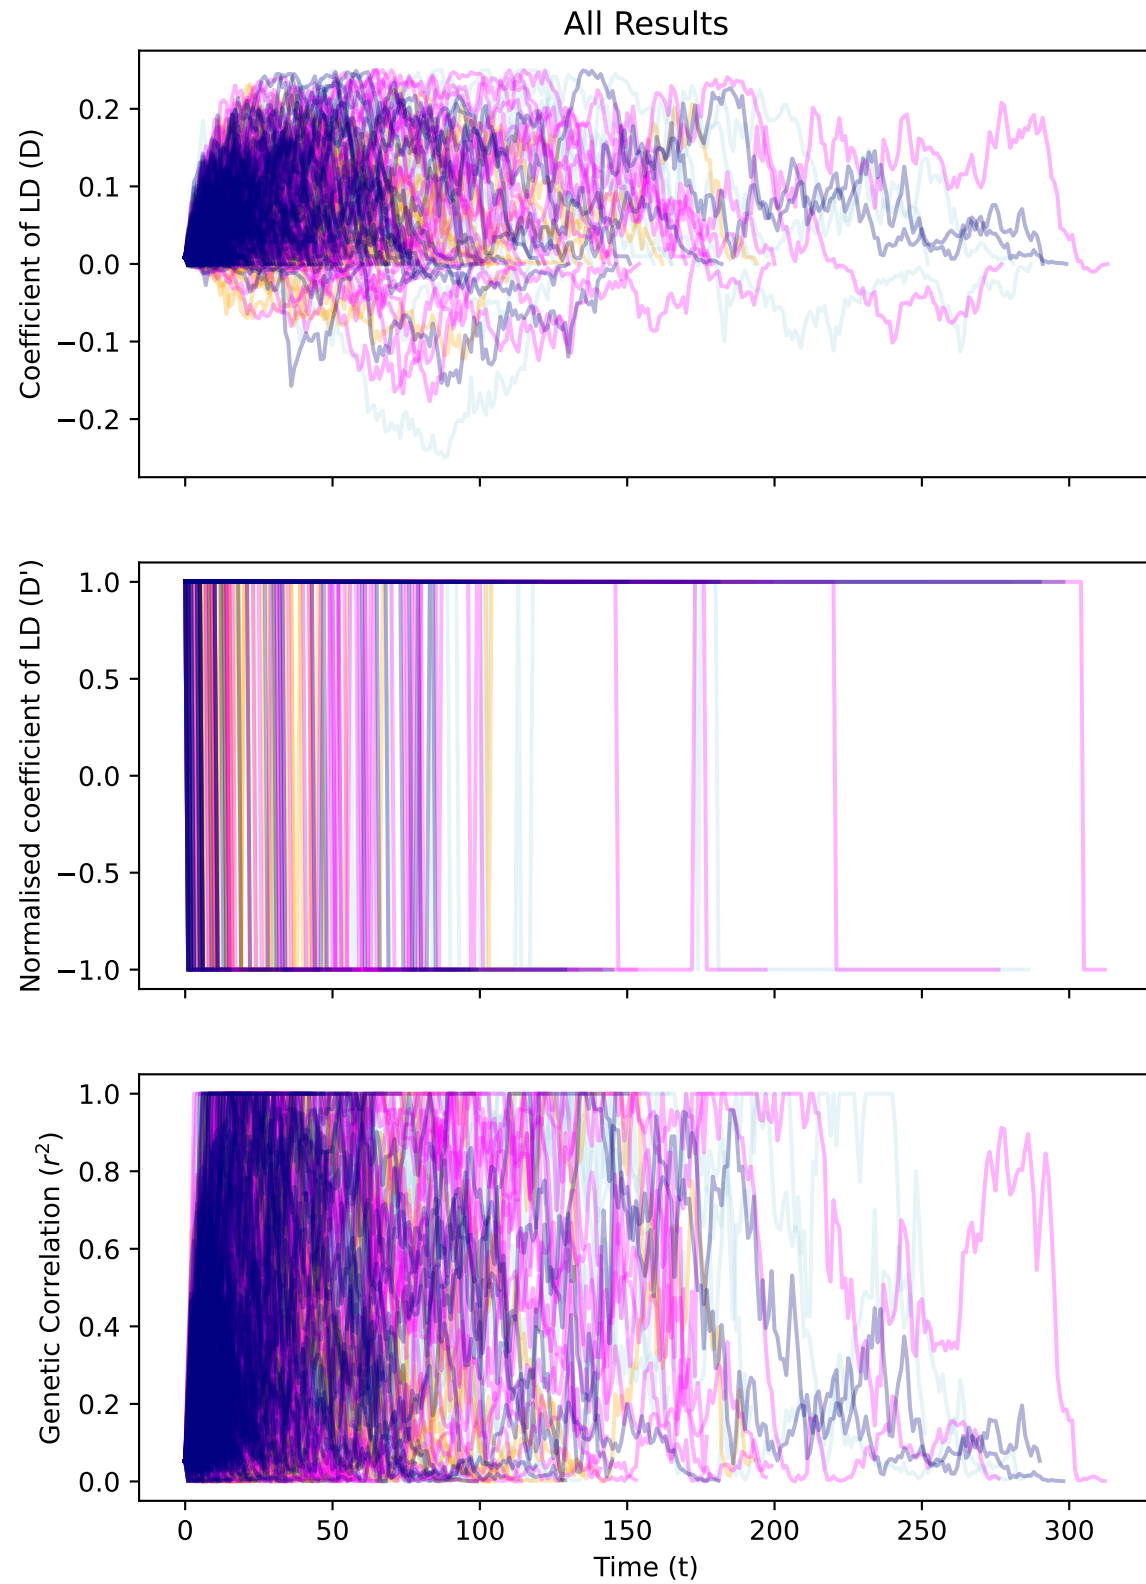 All Results
Coefficient of LD (D)
0.2
0.1
0.0
−0.1
−0.2
Normalised coefficient of LD (D')
1.0
0.5
0.0
−0.5
−1.0
Genetic Correlation (r²)
1.0
0.8
0.6
0.4
0.2
0.0
0 50 100 150 200 250 300
Time (t)